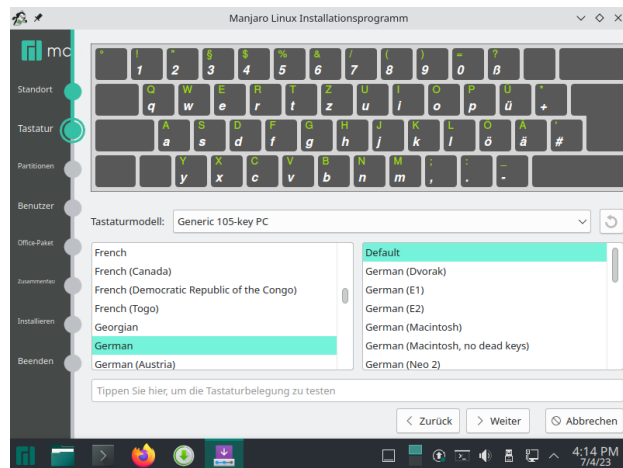 Manjaro Linux Installationsprogramm
mo
Standort
Tastatur
Partitionen
Benutzer
Office-Paket
Installieren
Beenden
° ! " § $ % & / ( ) = ?
1 2 3 4 5 6 7 8 9 0 ß
Q W E R T Z U I O P Ü *
q w e r t z u i o p ü +
A S D F G H J K L Ö Ä '
a s d f g h j k l ö ä #
Y X C V B N M ; : _
y x c v b n m , . -
Tastaturmodell: Generic 105-key PC
French
French (Canada)
French (Democratic Republic of the Congo)
French (Togo)
Georgian
German
German (Austria)
Default
German (Dvorak)
German (E1)
German (E2)
German (Macintosh)
German (Macintosh, no dead keys)
German (Neo 2)
Tippen Sie hier, um die Tastaturbelegung zu testen
Zurück
Weiter
Abbrechen
4:14 PM
7/4/23